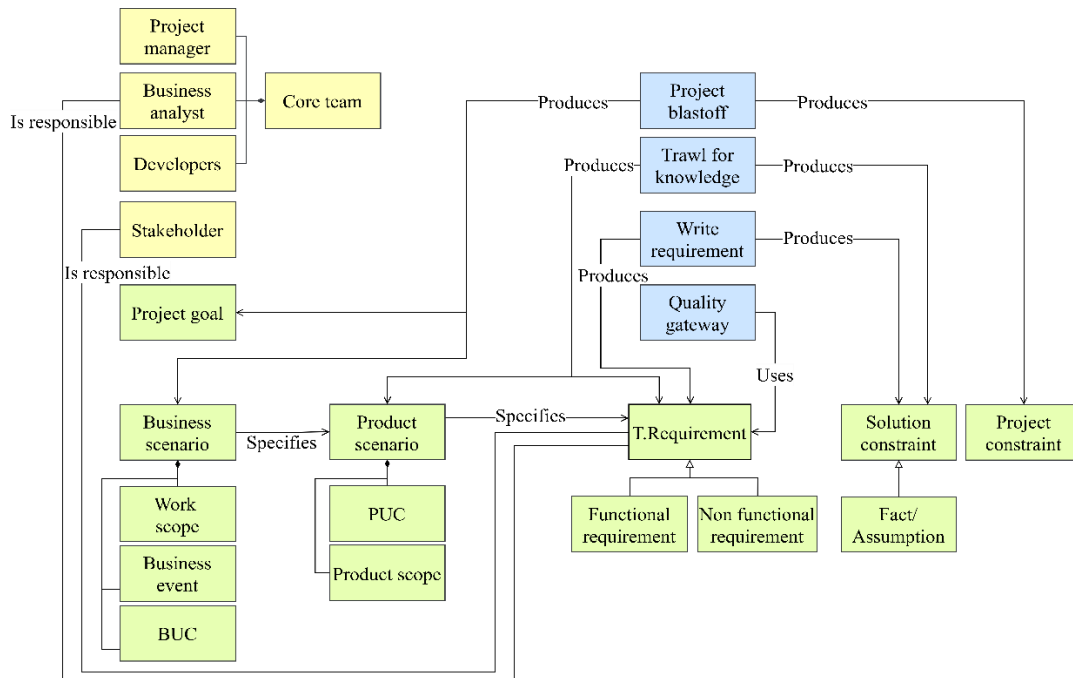 Project
manager
Business
analyst
Core team
Is responsible
Developers
Stakeholder
Is responsible
Project goal
Produces
Project
blastoff
Produces
Produces
Trawl for
knowledge
Produces
Write
requirement
Produces
Produces
Quality
gateway
Uses
Business
scenario
Specifies
Product
scenario
Specifies
T.Requirement
Solution
constraint
Project
constraint
Work
scope
Business
event
BUC
PUC
Product scope
Functional
requirement
Non functional
requirement
Fact/
Assumption